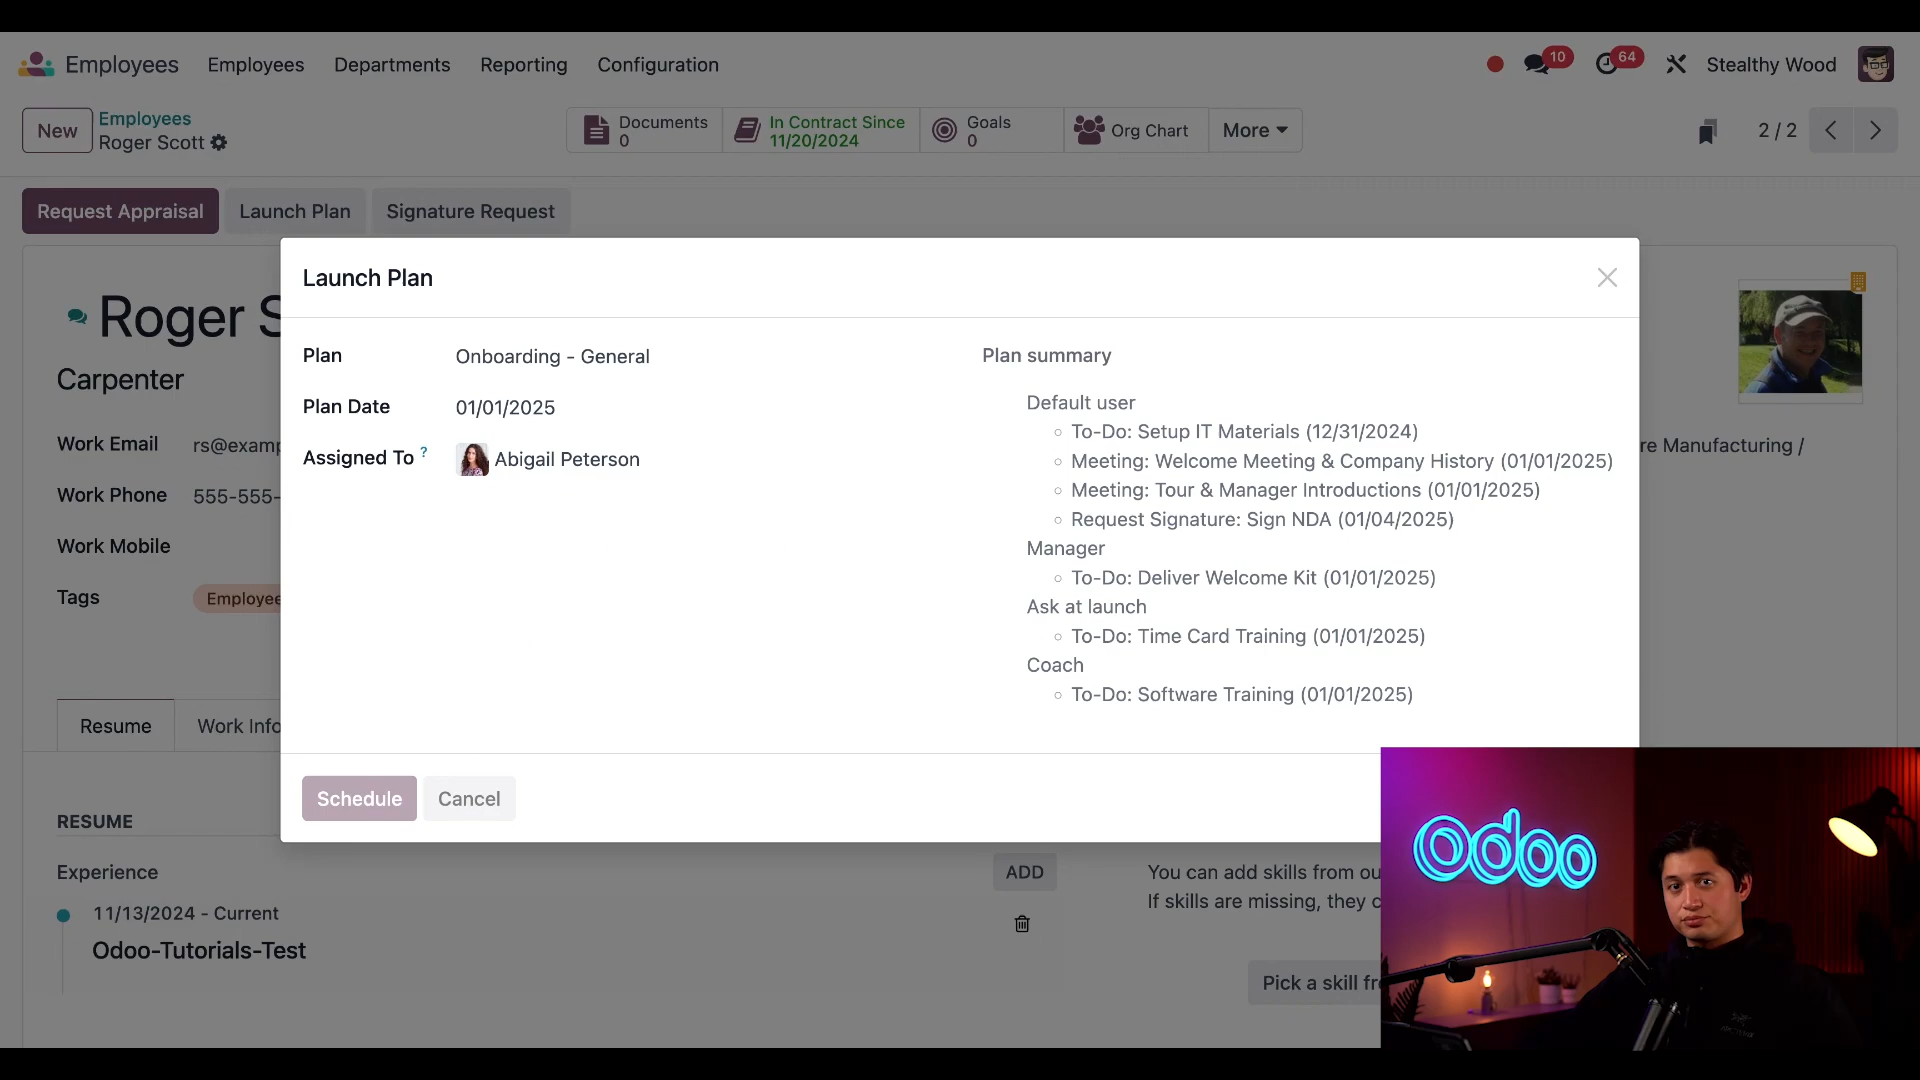 Employees Employees Departments Reporting Configuration 10 64 Stealthy Wood
New Employees
Roger Scott
Documents
0
In Contract Since
11/20/2024
Goals
0
Org Chart
More
2 / 2
Request Appraisal Launch Plan Signature Request
Launch Plan
Roger S
Carpenter
Work Email rs@examp
Work Phone 555-555-
Work Mobile
Tags Employee
re Manufacturing /
Plan Onboarding - General
Plan Date 01/01/2025
Assigned To ? Abigail Peterson
Plan summary
Default user
To-Do: Setup IT Materials (12/31/2024)
Meeting: Welcome Meeting & Company History (01/01/2025)
Meeting: Tour & Manager Introductions (01/01/2025)
Request Signature: Sign NDA (01/04/2025)
Manager
To-Do: Deliver Welcome Kit (01/01/2025)
Ask at launch
To-Do: Time Card Training (01/01/2025)
Coach
To-Do: Software Training (01/01/2025)
Schedule Cancel
Resume Work Info
RESUME
Experience
11/13/2024 - Current
Odoo-Tutorials-Test
ADD
You can add skills from ou
If skills are missing, they c
Pick a skill fr
odoo